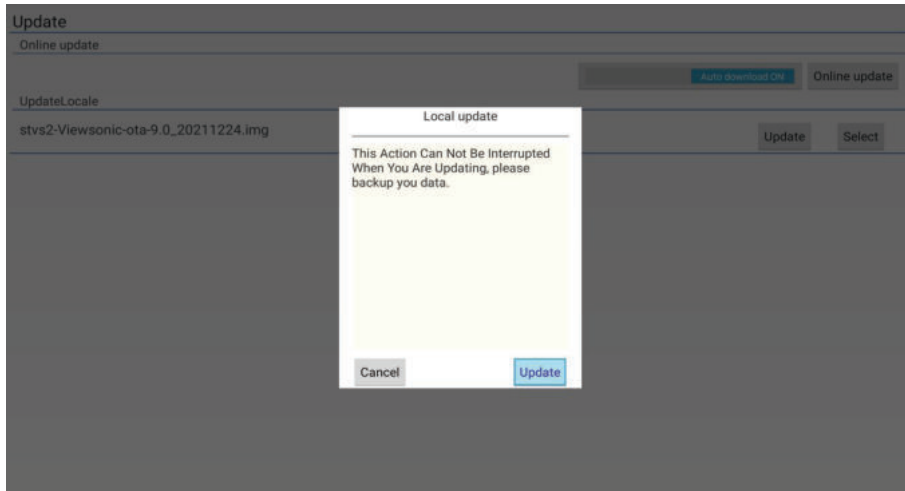 Update
Online update
Auto download ON
Online update
UpdateLocale
stvs2-Viewsonic-ota-9.0_20211224.img
Update
Select
Local update
This Action Can Not Be Interrupted
When You Are Updating, please
backup you data.
Cancel
Update